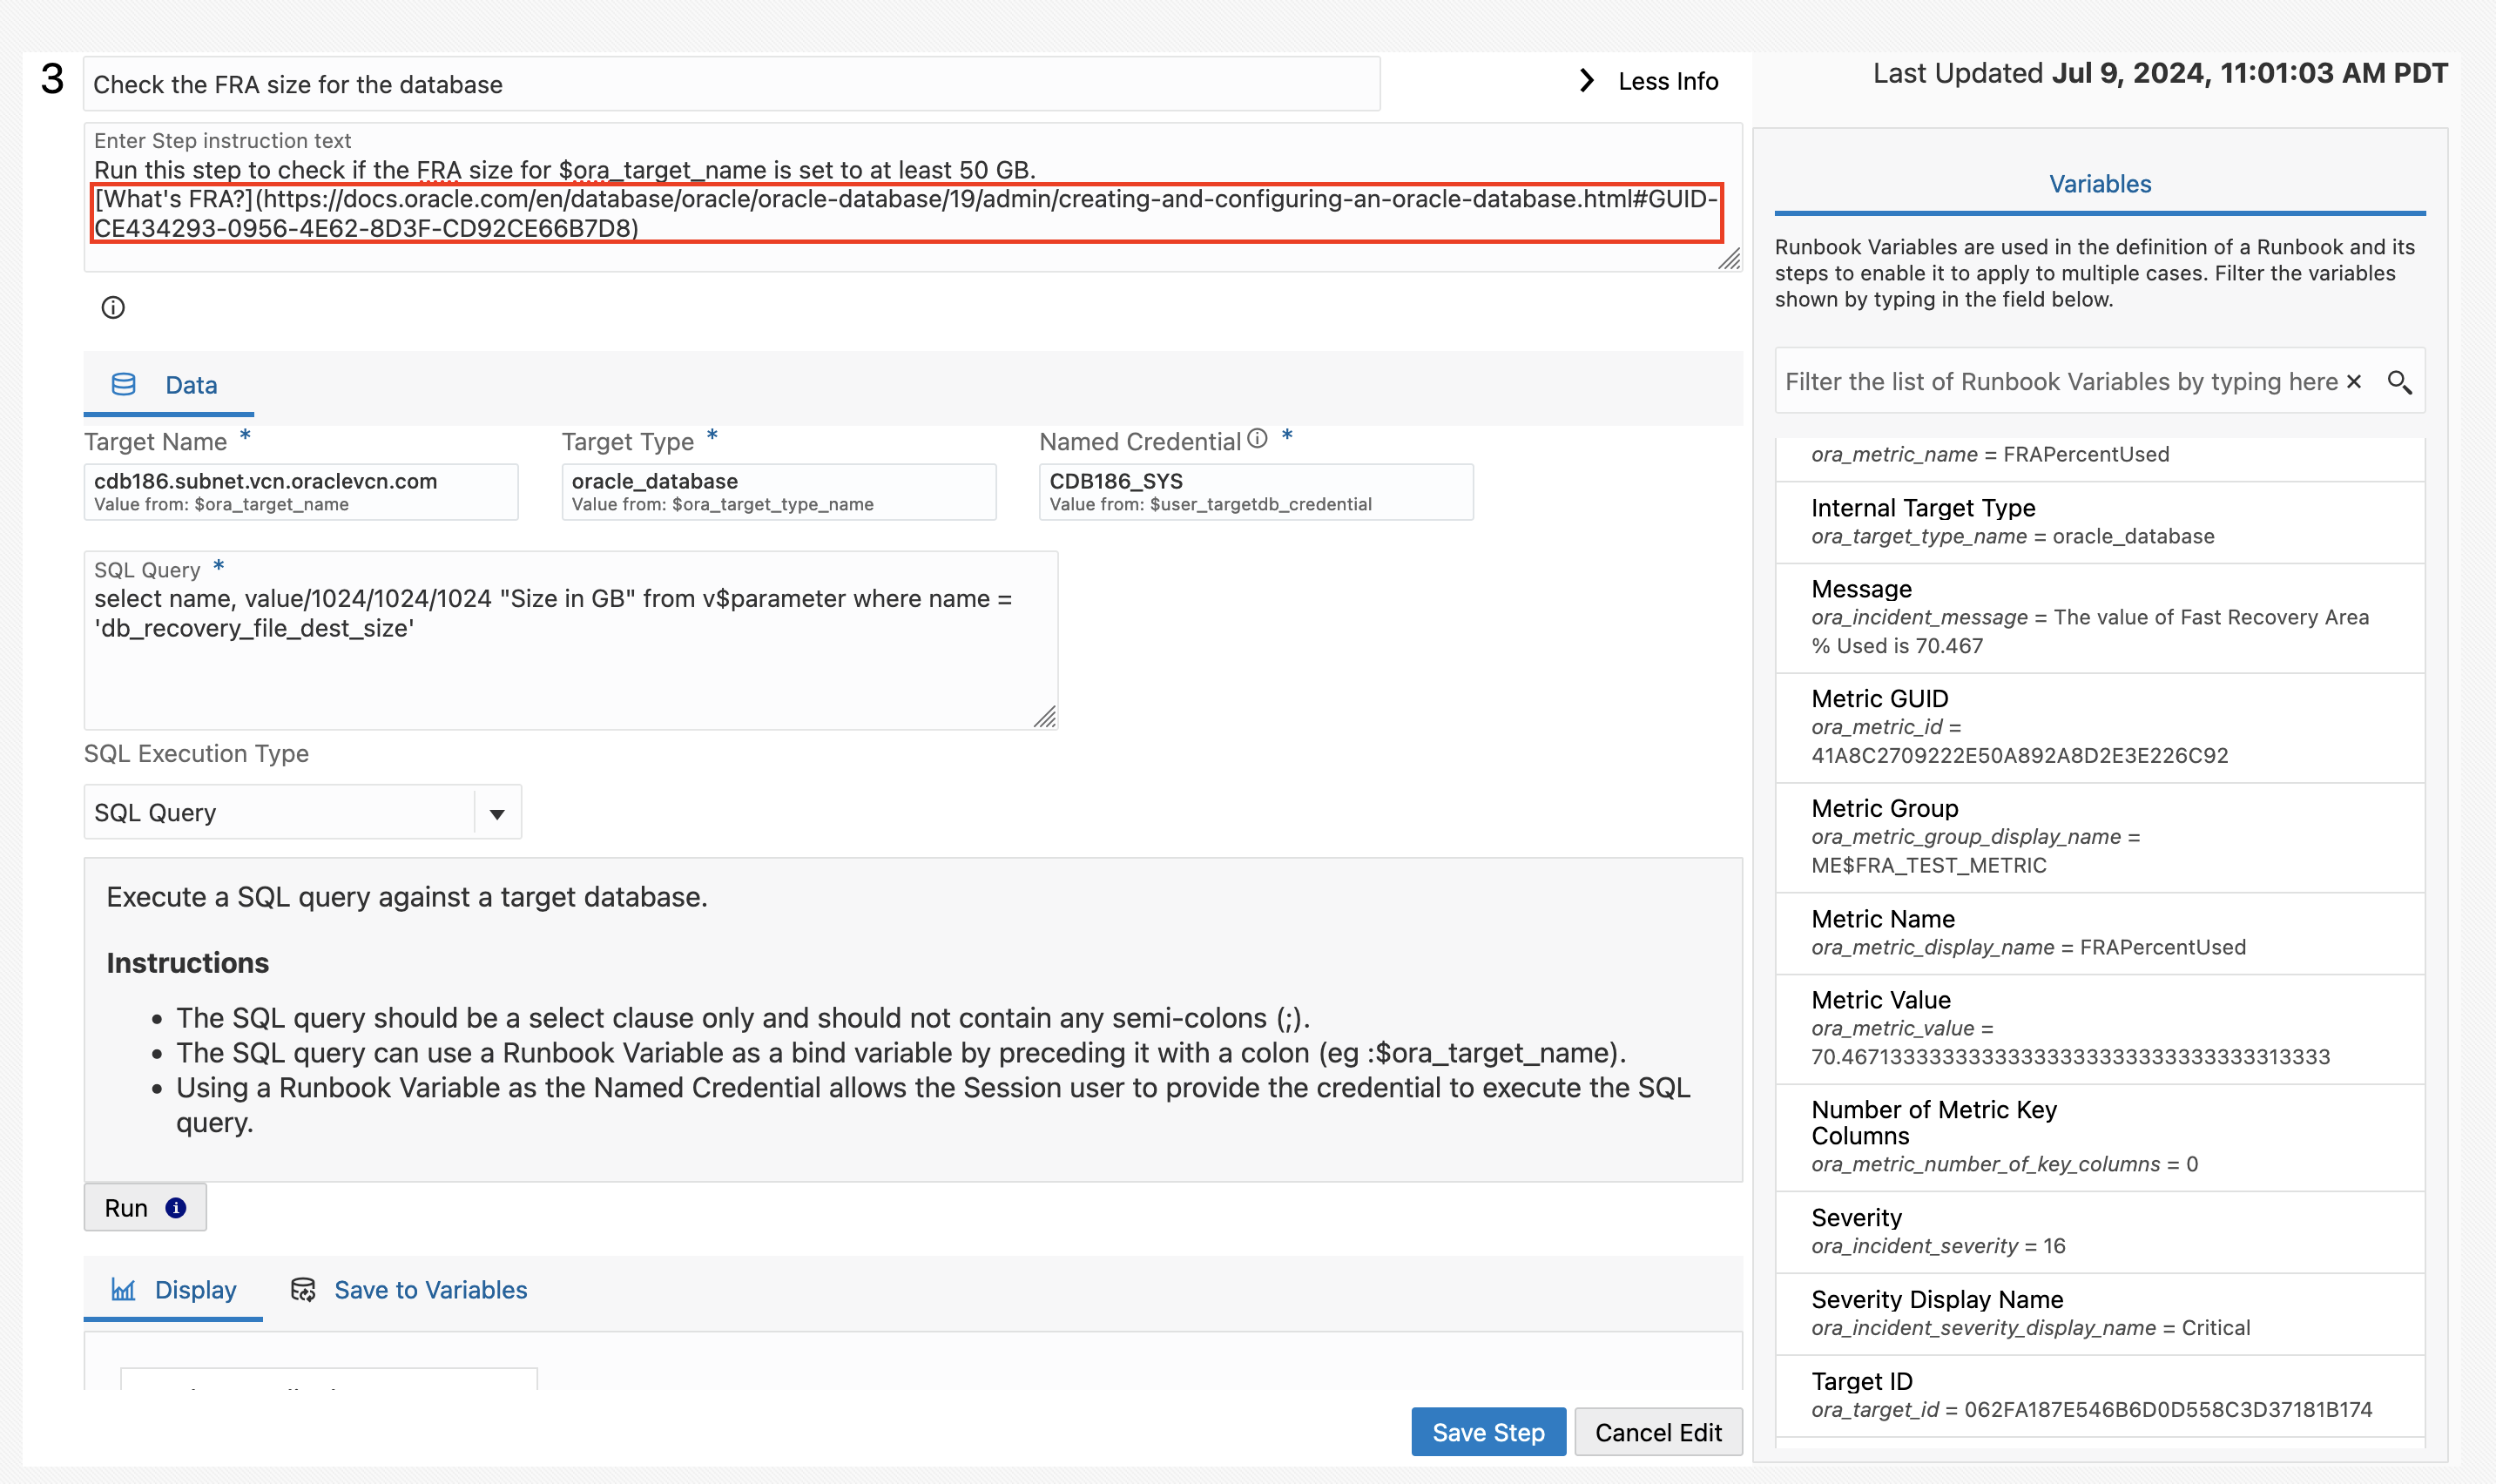 3
Check the FRA size for the database
Less Info
Enter Step instruction text
Run this step to check if the FRA size for $ora_target_name is set to at least 50 GB.
[What's FRA?](https://docs.oracle.com/en/database/oracle/oracle-database/19/admin/creating-and-configuring-an-oracle-database.html#GUID-
CE434293-0956-4E62-8D3F-CD92CE66B7D8)
Data
Target Name *
cdb186.subnet.vcn.oraclevcn.com
Value from: $ora_target_name
Target Type *
oracle_database
Value from: $ora_target_type_name
Named Credential *
CDB186_SYS
Value from: $user_targetdb_credential
SQL Query *
select name, value/1024/1024/1024 "Size in GB" from v$parameter where name =
'db_recovery_file_dest_size'
SQL Execution Type
SQL Query
Execute a SQL query against a target database.
Instructions
• The SQL query should be a select clause only and should not contain any semi-colons (;).
• The SQL query can use a Runbook Variable as a bind variable by preceding it with a colon (eg :$ora_target_name).
• Using a Runbook Variable as the Named Credential allows the Session user to provide the credential to execute the SQL
query.
Run
Display
Save to Variables
Save Step
Cancel Edit
Last Updated Jul 9, 2024, 11:01:03 AM PDT
Variables
Runbook Variables are used in the definition of a Runbook and its
steps to enable it to apply to multiple cases. Filter the variables
shown by typing in the field below.
Filter the list of Runbook Variables by typing here
ora_metric_name = FRAPercentUsed
Internal Target Type
ora_target_type_name = oracle_database
Message
ora_incident_message = The value of Fast Recovery Area
% Used is 70.467
Metric GUID
ora_metric_id =
41A8C2709222E50A892A8D2E3E226C92
Metric Group
ora_metric_group_display_name =
ME$FRA_TEST_METRIC
Metric Name
ora_metric_display_name = FRAPercentUsed
Metric Value
ora_metric_value =
Number of Metric Key
Columns
ora_metric_number_of_key_columns = 0
Severity
ora_incident_severity = 16
Severity Display Name
ora_incident_severity_display_name = Critical
Target ID
ora_target_id = 062FA187E546B6D0D558C3D37181B174